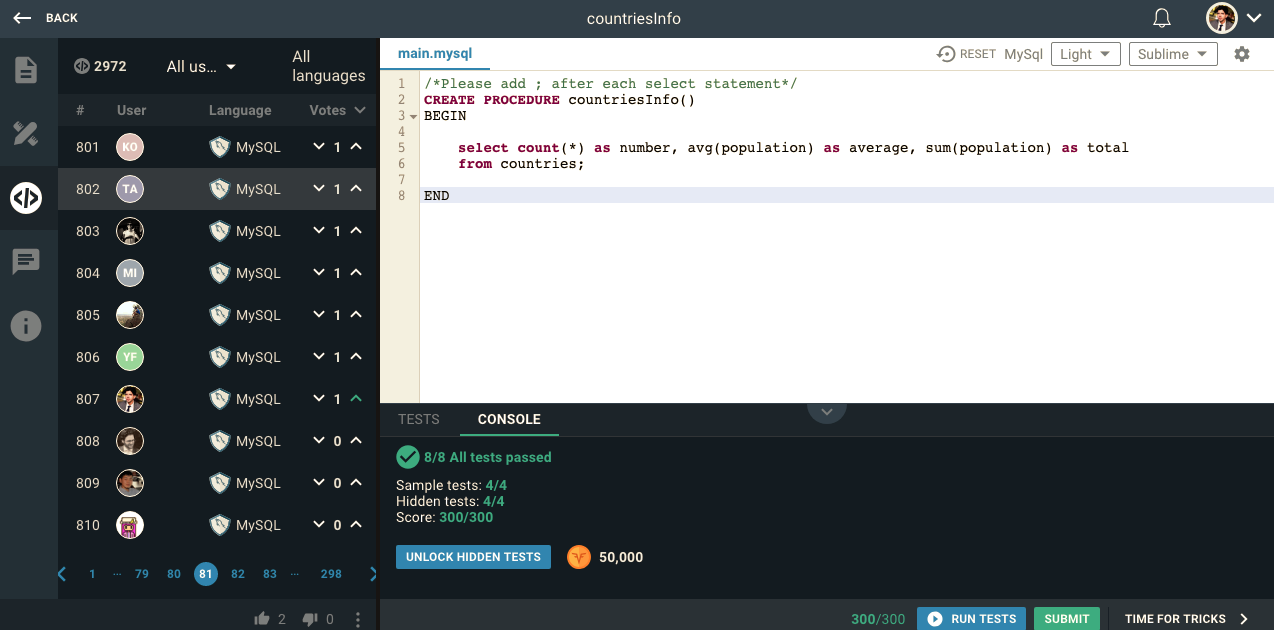 BACK
countriesInfo
2972
All us...
All
languages
# User Language Votes
801 KO MySQL 1
802 TA MySQL 1
803 MySQL 1
804 MI MySQL 1
805 MySQL 1
806 YF MySQL 1
807 MySQL 1
808 MySQL 0
809 MySQL 0
810 MySQL 0
1 ... 79 80 81 82 83 ... 298
2 0
main.mysql
RESET MySql Light Sublime
1 /*Please add ; after each select statement*/
2 CREATE PROCEDURE countriesInfo()
3 BEGIN
4
5 select count(*) as number, avg(population) as average, sum(population) as total
6 from countries;
7
8 END
TESTS CONSOLE
8/8 All tests passed
Sample tests: 4/4
Hidden tests: 4/4
Score: 300/300
UNLOCK HIDDEN TESTS 50,000
300/300 RUN TESTS SUBMIT TIME FOR TRICKS